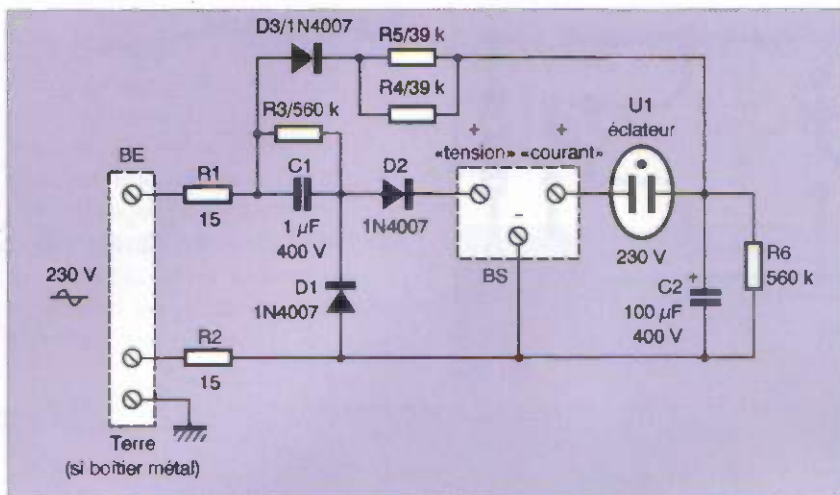 D3/1N4007
R5/39 k
R4/39 k
U1
éclateur
R3/560 k
+ +
«tension» «courant»
BE
R1
C1
D2
15
1 µF
400 V
1N4007
-
BS
230 V
R6
560 k
+
C2
100 µF
400 V
230 V
D1
1N4007
R2
15
Terre
(si boîtier métal)